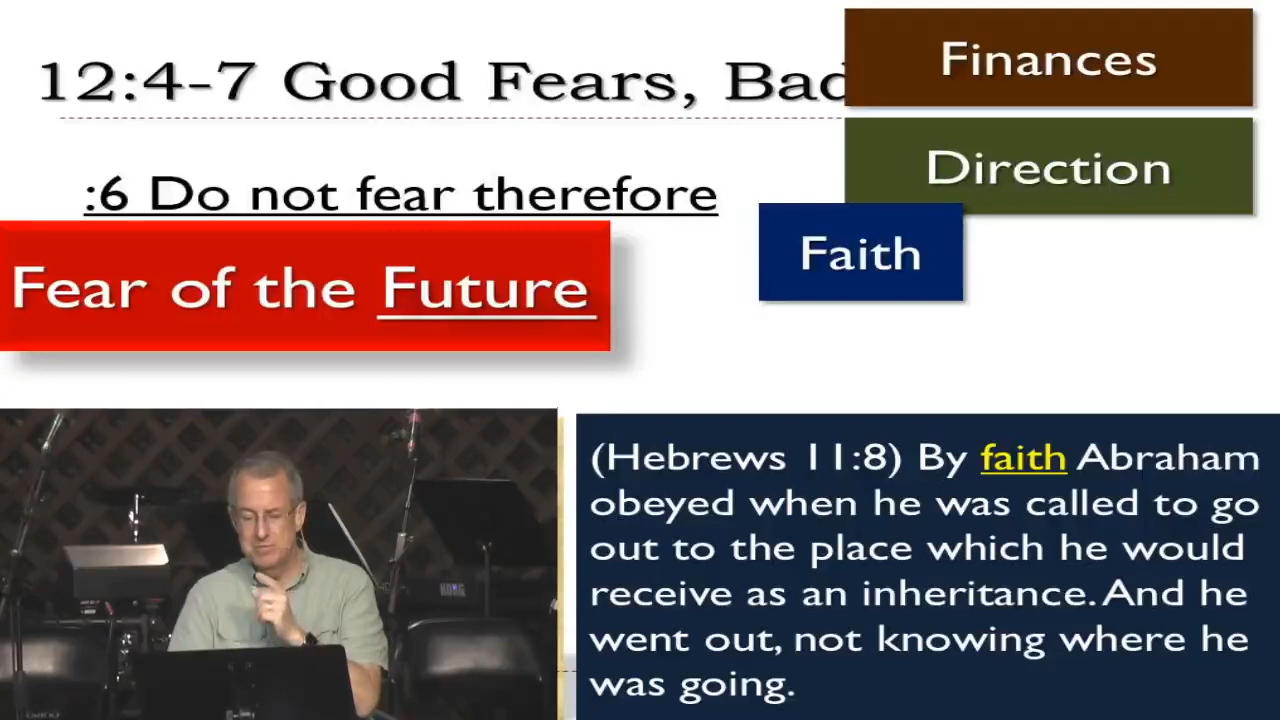 12:4-7 Good Fears, Bad
Finances
Direction
:6 Do not fear therefore
Faith
Fear of the Future
(Hebrews 11:8) By faith Abraham
obeyed when he was called to go
out to the place which he would
receive as an inheritance. And he
went out, not knowing where he
was going.
KORG